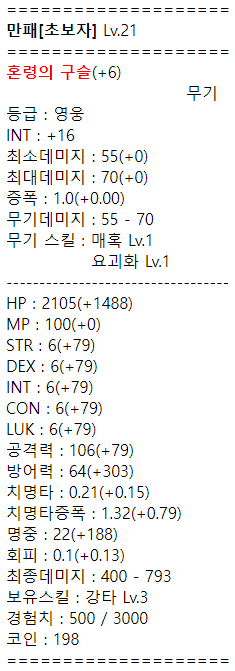 =====================
만패[초보자] Lv.21
=====================
혼령의 구슬(+6)
무기
등급 : 영웅
INT : +16
최소데미지 : 55(+0)
최대데미지 : 70(+0)
증폭 : 1.0(+0.00)
무기데미지 : 55 - 70
무기 스킬 : 매혹 Lv.1
요괴화 Lv.1
----------------------------------
HP : 2105(+1488)
MP : 100(+0)
STR : 6(+79)
DEX : 6(+79)
INT : 6(+79)
CON : 6(+79)
LUK : 6(+79)
공격력 : 106(+79)
방어력 : 64(+303)
치명타 : 0.21(+0.15)
치명타증폭 : 1.32(+0.79)
명중 : 22(+188)
회피 : 0.1(+0.13)
최종데미지 : 400 - 793
보유스킬 : 강타 Lv.3
경험치 : 500 / 3000
코인 : 198
=====================